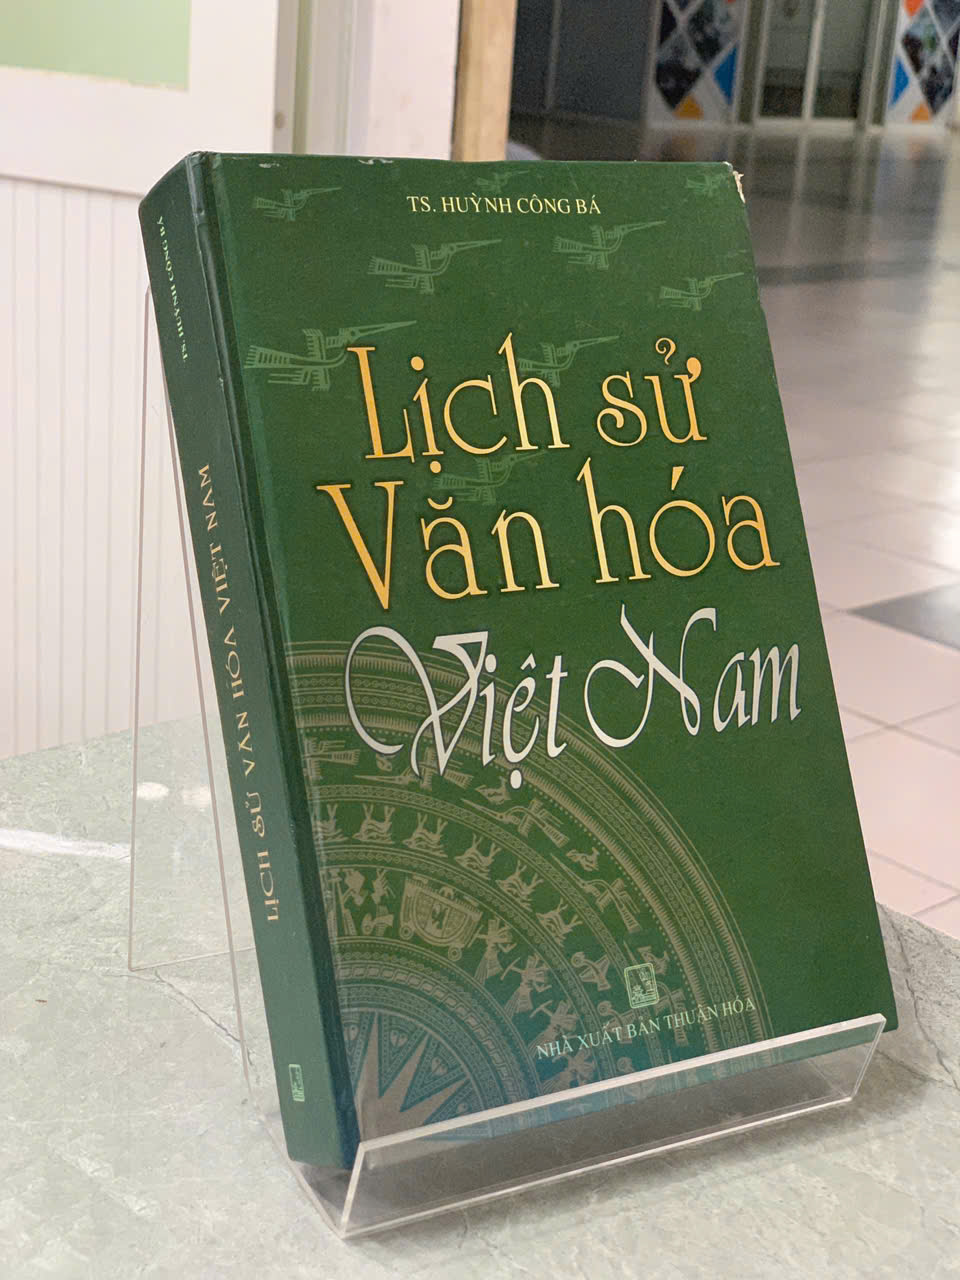 TS. HUỲNH CÔNG BÁ
Lịch sử
Văn hóa
Việt Nam
NHÀ XUẤT BẢN THUẬN HÓA
TS. HUỲNH CÔNG BÁ
LỊCH SỬ VĂN HÓA VIỆT NAM